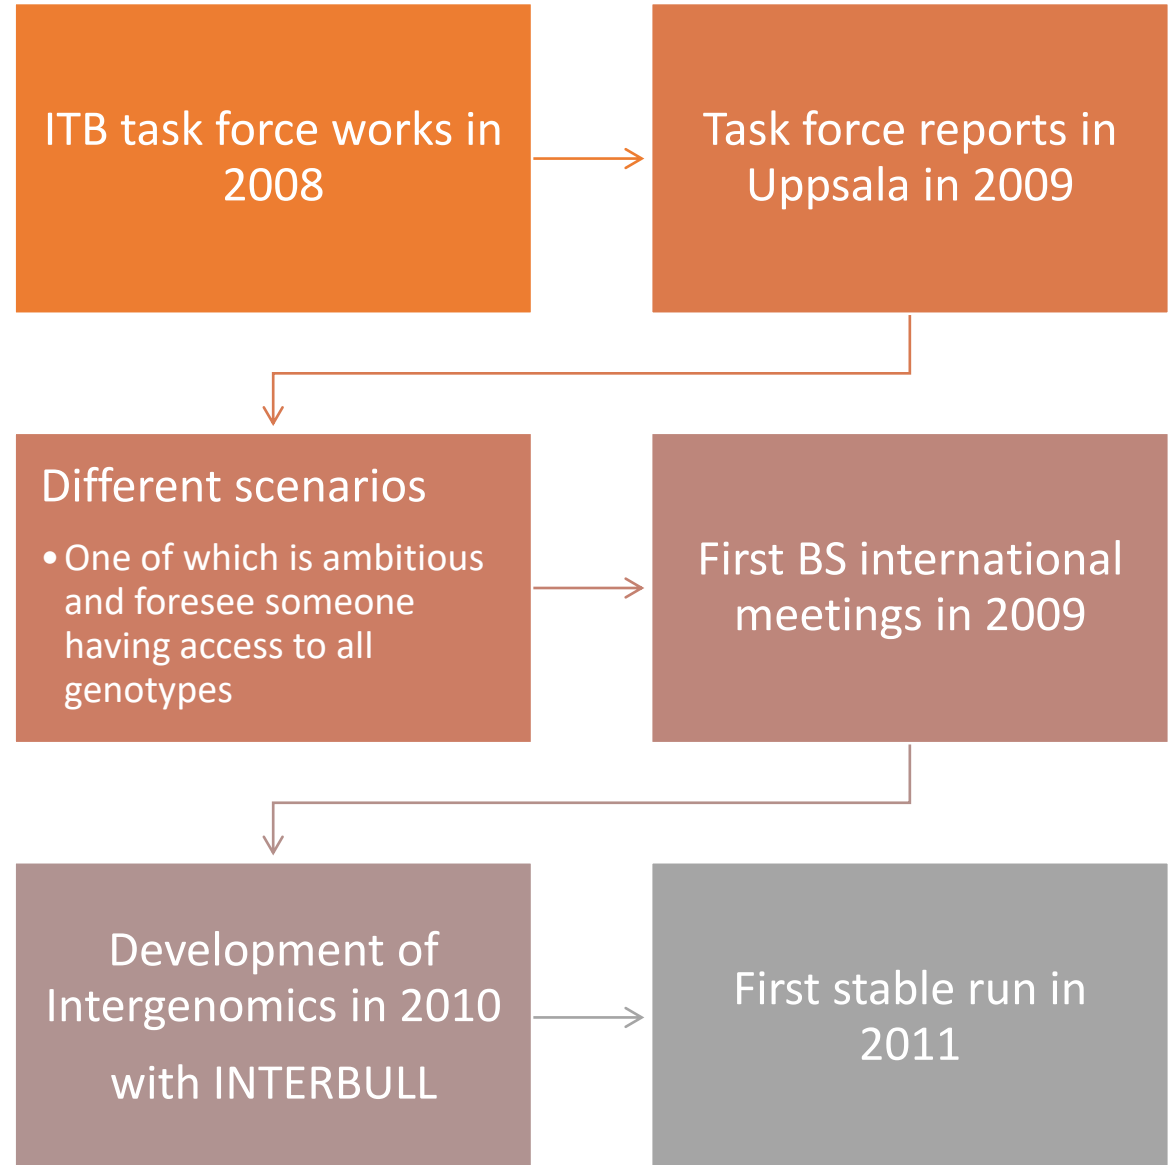 ITB task force works in
2008
Task force reports in
Uppsala in 2009
Different scenarios
• One of which is ambitious
and foresee someone
having access to all
genotypes
First BS international
meetings in 2009
Development of
Intergenomics in 2010
with INTERBULL
First stable run in
2011